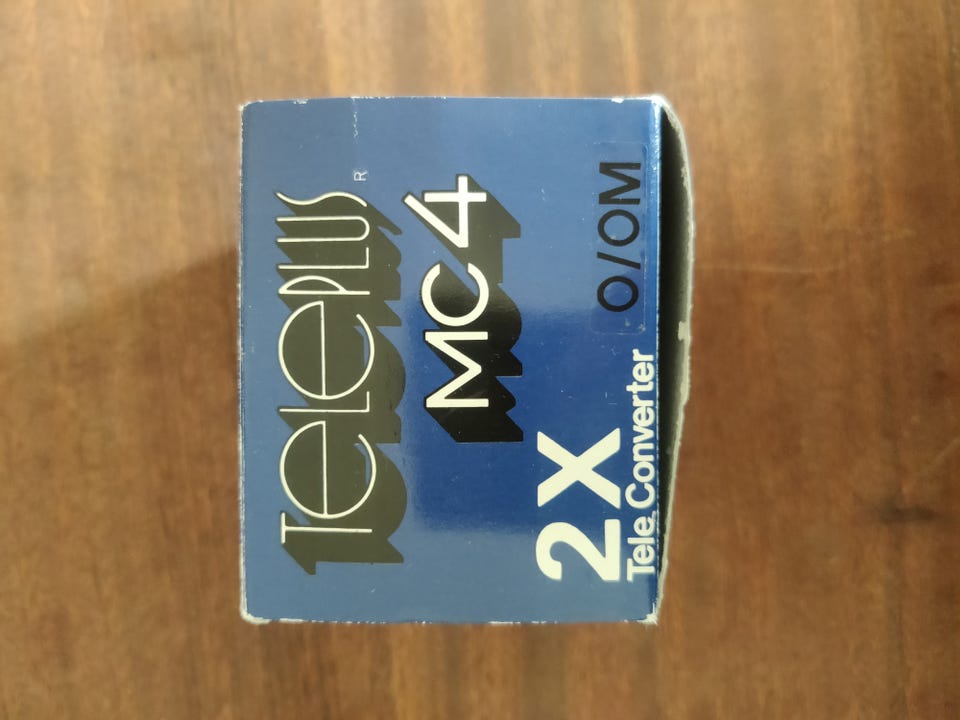 TELEPLUS R
MC4
2X O/OM
Tele Converter